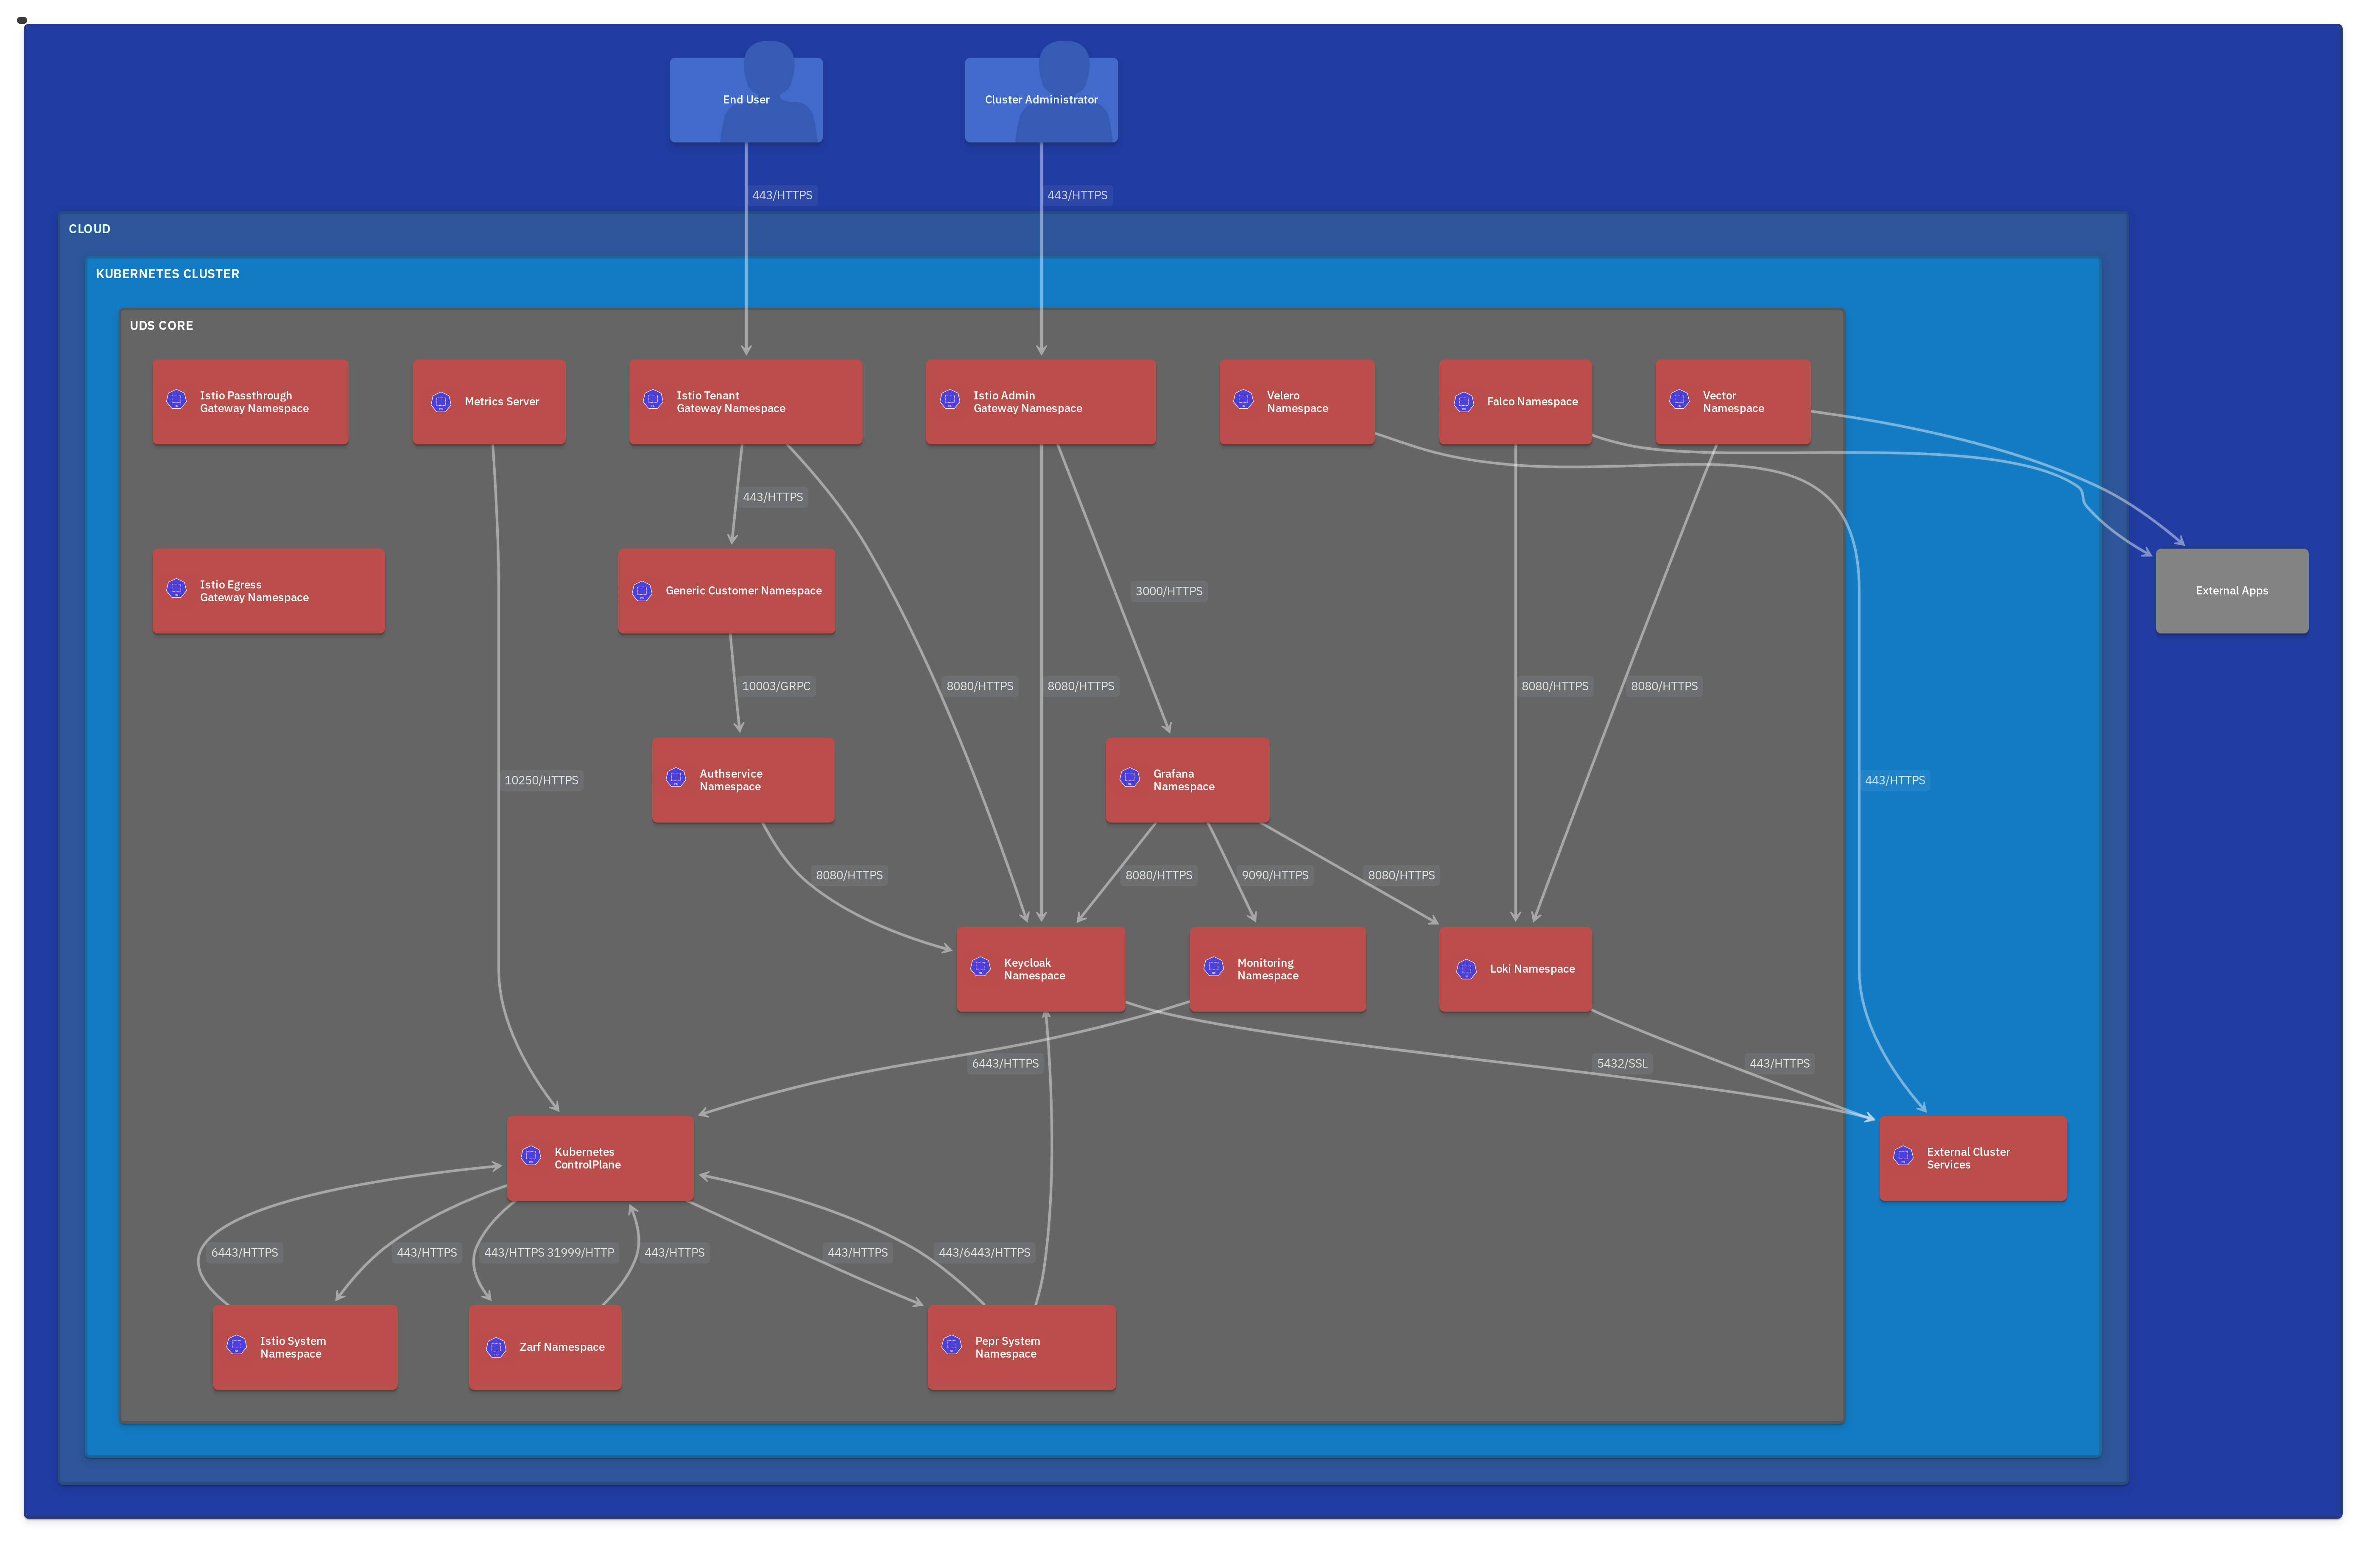 End User
Cluster Administrator
443/HTTPS
443/HTTPS
CLOUD
KUBERNETES CLUSTER
UDS CORE
Istio Passthrough
Gateway Namespace
Metrics Server
Istio Tenant
Gateway Namespace
Istio Admin
Gateway Namespace
Velero
Namespace
Falco Namespace
Vector
Namespace
443/HTTPS
Istio Egress
Gateway Namespace
Generic Customer Namespace
3000/HTTPS
External Apps
10003/GRPC
8080/HTTPS
8080/HTTPS
8080/HTTPS
8080/HTTPS
10250/HTTPS
Authservice
Namespace
Grafana
Namespace
443/HTTPS
8080/HTTPS
8080/HTTPS
9090/HTTPS
8080/HTTPS
Keycloak
Namespace
Monitoring
Namespace
Loki Namespace
6443/HTTPS
5432/SSL
443/HTTPS
Kubernetes
ControlPlane
External Cluster
Services
6443/HTTPS
443/HTTPS
443/HTTPS 31999/HTTP
443/HTTPS
443/HTTPS
443/6443/HTTPS
Istio System
Namespace
Zarf Namespace
Pepr System
Namespace